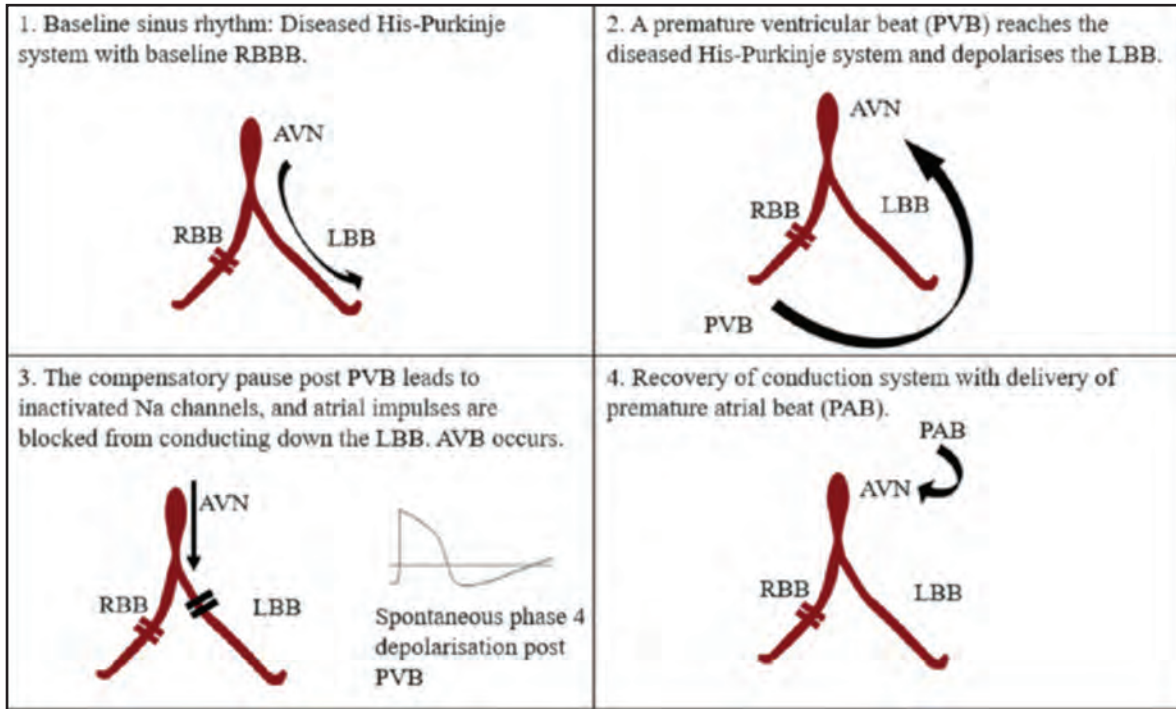 1. Baseline sinus rhythm: Diseased His-Purkinje
system with baseline RBBB.
AVN
RBB
LBB
2. A premature ventricular beat (PVB) reaches the
diseased His-Purkinje system and depolarises the LBB.
AVN
RBB
LBB
PVB
3. The compensatory pause post PVB leads to
inactivated Na channels, and atrial impulses are
blocked from conducting down the LBB. AVB occurs.
AVN
RBB
LBB
Spontaneous phase 4
depolarisation post
PVB
4. Recovery of conduction system with delivery of
premature atrial beat (PAB).
PAB
AVN
RBB
LBB